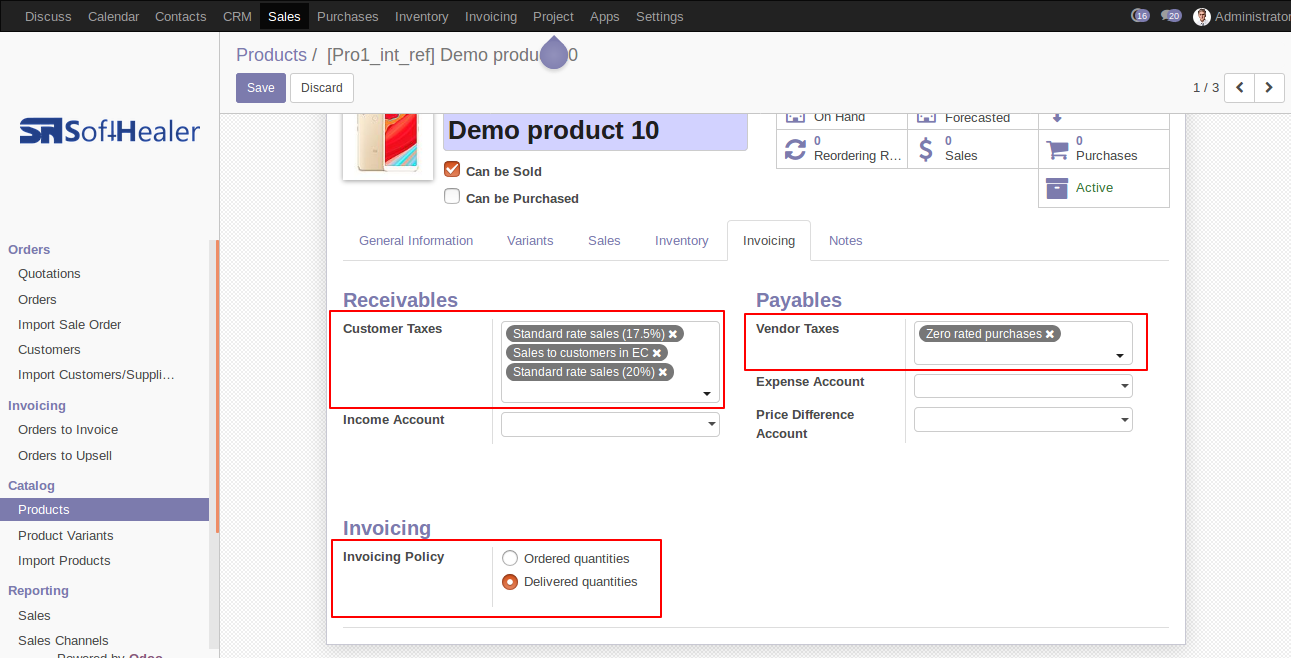 Discuss Calendar Contacts CRM Sales Purchases Inventory Invoicing Project Apps Settings 16 20 Administrator
Products / [Pro1_int_ref] Demo produ 0
Save Discard 1 / 3
SH SoftHealer
Orders
Quotations
Orders
Import Sale Order
Customers
Import Customers/Suppli…
Invoicing
Orders to Invoice
Orders to Upsell
Catalog
Products
Product Variants
Import Products
Reporting
Sales
Sales Channels
Powered by Odoo
Demo product 10
Can be Sold
Can be Purchased
On Hand
Forecasted
0
Reordering R...
0
Sales
0
Purchases
Active
General Information Variants Sales Inventory Invoicing Notes
Receivables
Customer Taxes
Standard rate sales (17.5%) ✖
Sales to customers in EC ✖
Standard rate sales (20%) ✖
Income Account
Payables
Vendor Taxes
Zero rated purchases ✖
Expense Account
Price Difference
Account
Invoicing
Invoicing Policy
Ordered quantities
Delivered quantities